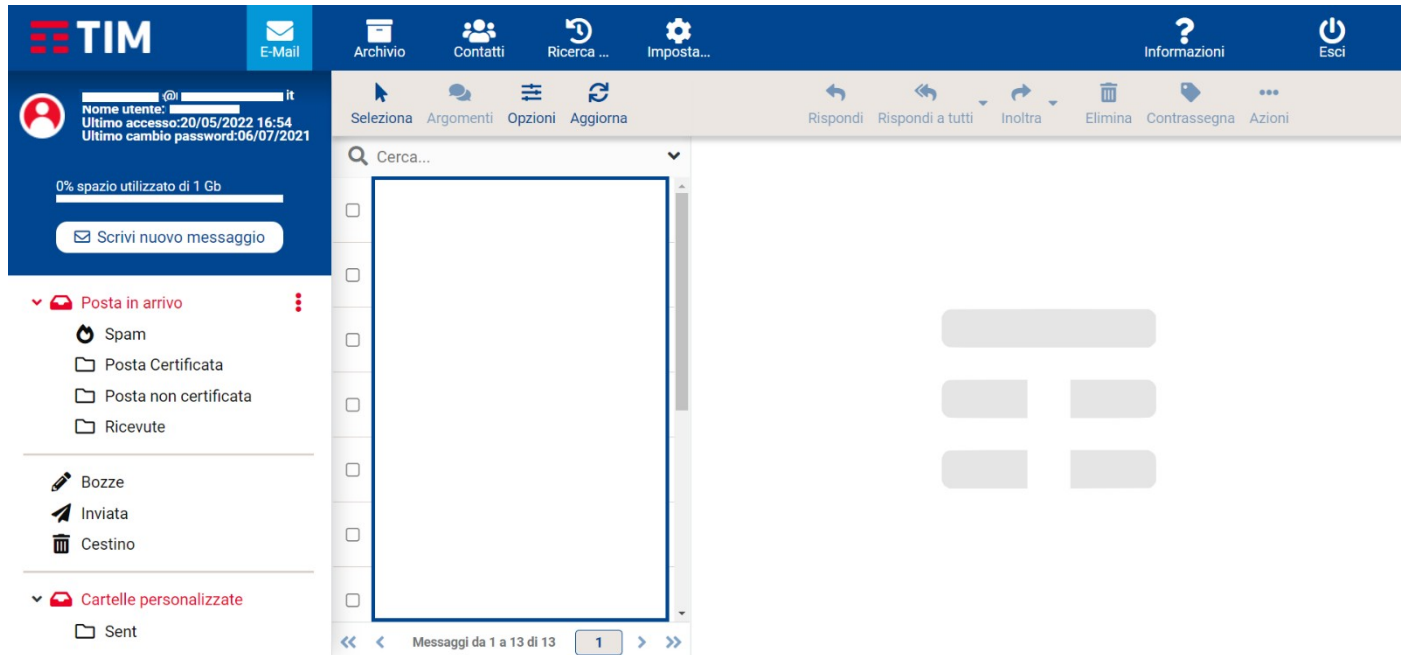 TIM
E-Mail
Archivio
Contatti
Ricerca ...
Imposta...
Informazioni
Esci
@ it
Nome utente:
Ultimo accesso:20/05/2022 16:54
Ultimo cambio password:06/07/2021
0% spazio utilizzato di 1 Gb
Scrivi nuovo messaggio
Posta in arrivo
Spam
Posta Certificata
Posta non certificata
Ricevute
Bozze
Inviata
Cestino
Cartelle personalizzate
Sent
Seleziona
Argomenti
Opzioni
Aggiorna
Cerca...
Messaggi da 1 a 13 di 13
1
Rispondi
Rispondi a tutti
Inoltra
Elimina
Contrassegna
Azioni